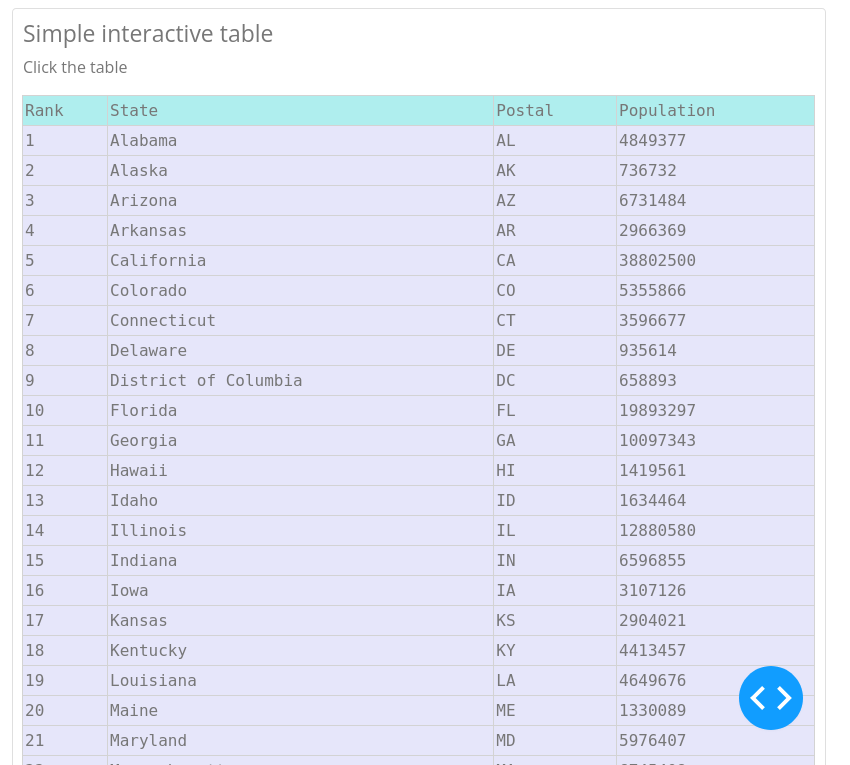 Simple interactive table
Click the table
Rank State Postal Population
1 Alabama AL 4849377
2 Alaska AK 736732
3 Arizona AZ 6731484
4 Arkansas AR 2966369
5 California CA 38802500
6 Colorado CO 5355866
7 Connecticut CT 3596677
8 Delaware DE 935614
9 District of Columbia DC 658893
10 Florida FL 19893297
11 Georgia GA 10097343
12 Hawaii HI 1419561
13 Idaho ID 1634464
14 Illinois IL 12880580
15 Indiana IN 6596855
16 Iowa IA 3107126
17 Kansas KS 2904021
18 Kentucky KY 4413457
19 Louisiana LA 4649676
20 Maine ME 1330089
21 Maryland MD 5976407